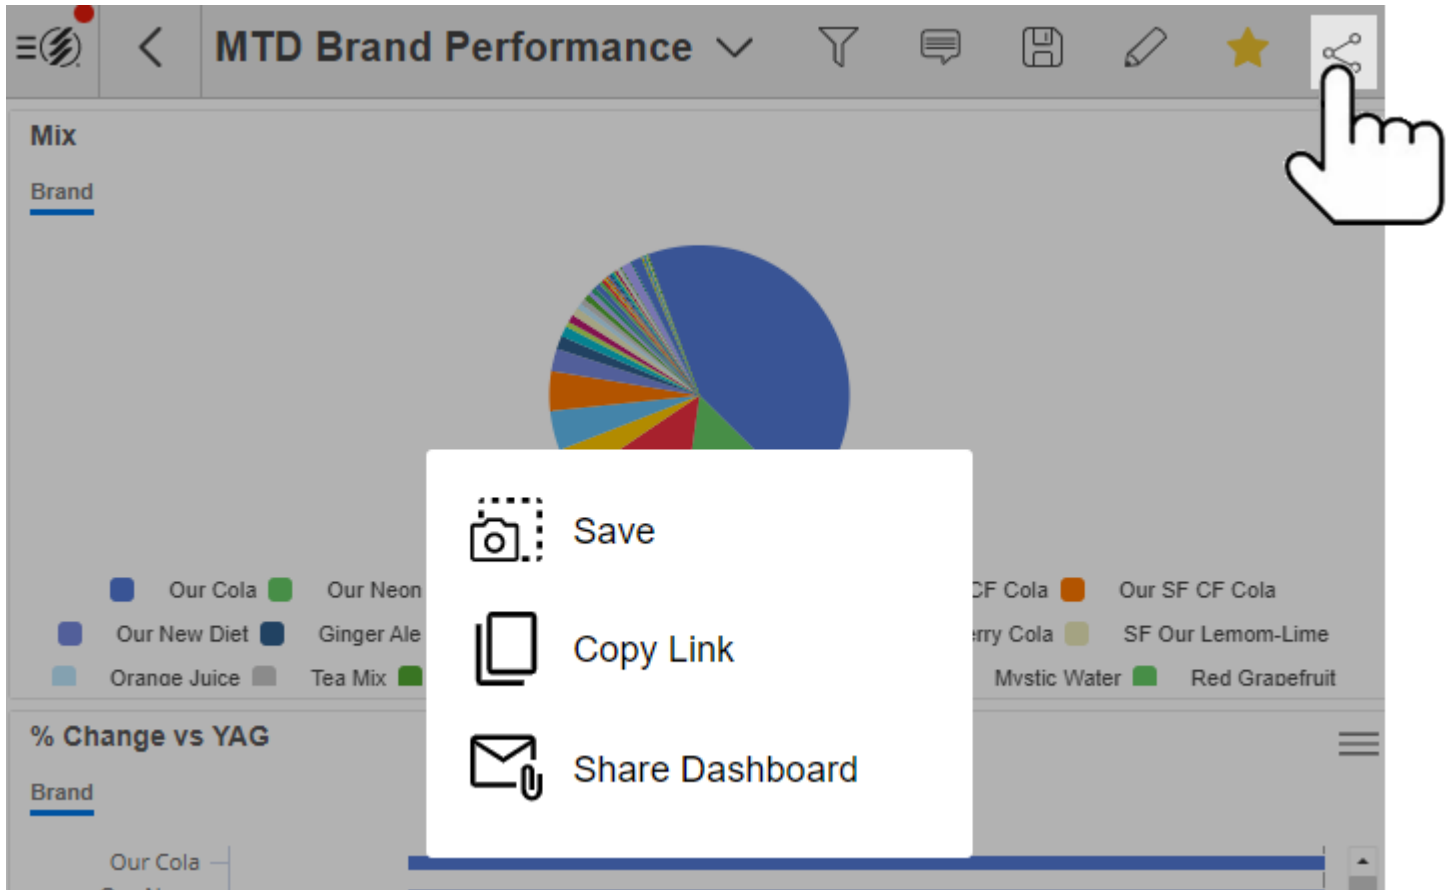 MTD Brand Performance
Mix
Brand
Save
Our Cola Our Neon CF Cola Our SF CF Cola
Our New Diet Ginger Ale erry Cola SF Our Lemom-Lime
Copy Link
Orange Juice Tea Mix Mystic Water Red Grapefruit
% Change vs YAG
Share Dashboard
Brand
Our Cola